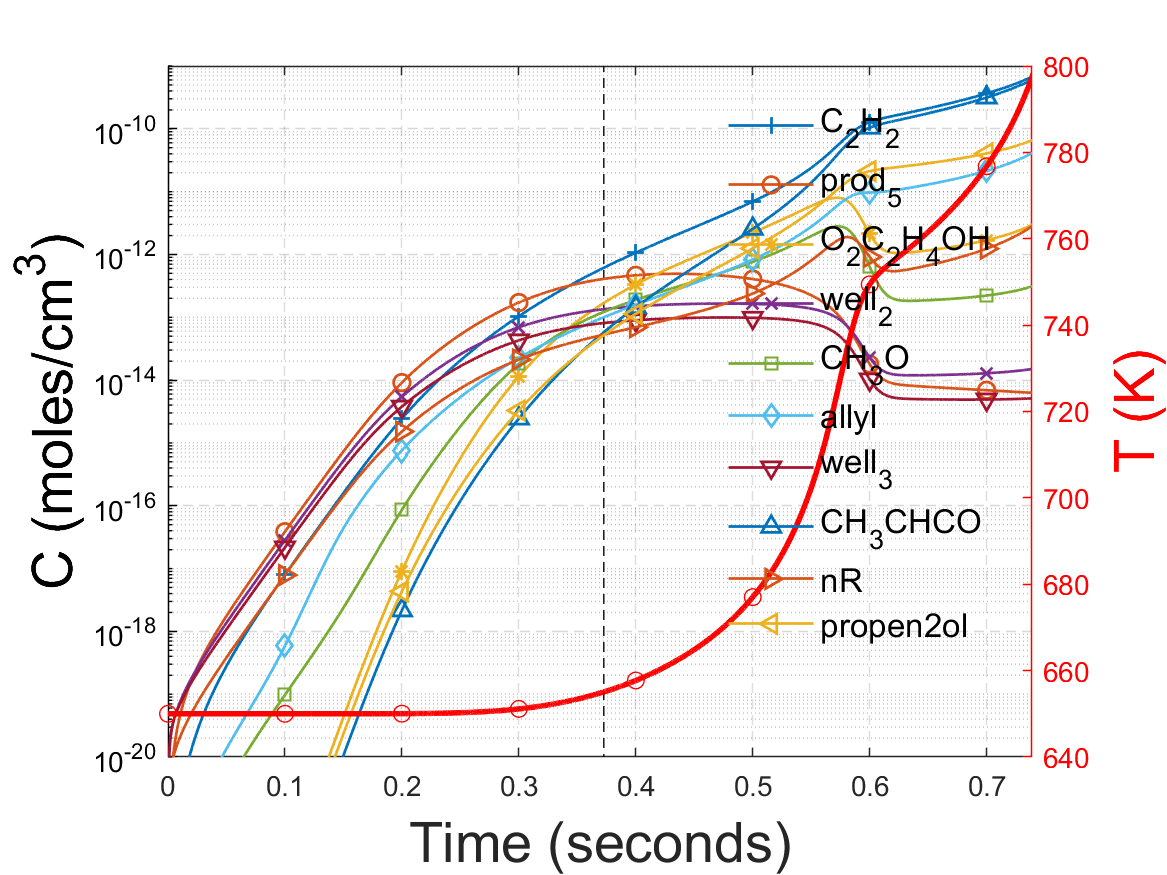 C (moles/cm³)
10⁻¹⁰
10⁻¹²
10⁻¹⁴
10⁻¹⁶
10⁻¹⁸
10⁻²⁰
C₂H₂
prod₅
O₂C₂H₄OH
well₂
CH₃O
allyl
well₃
CH₃CHCO
nR
propen2ol
800
780
760
740
720
700
680
660
640
T (K)
0 0.1 0.2 0.3 0.4 0.5 0.6 0.7
Time (seconds)